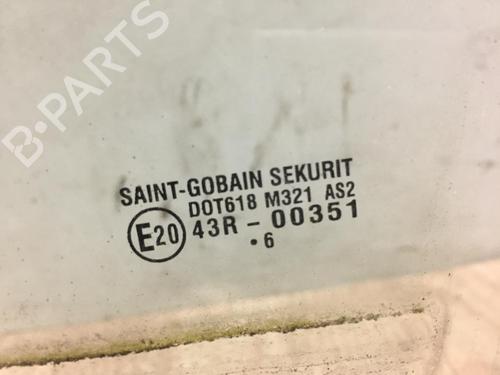 B-PARTS
SAINT-GOBAIN SEKURIT
DOT618 M321 AS2
E20 43R - 00351
. 6